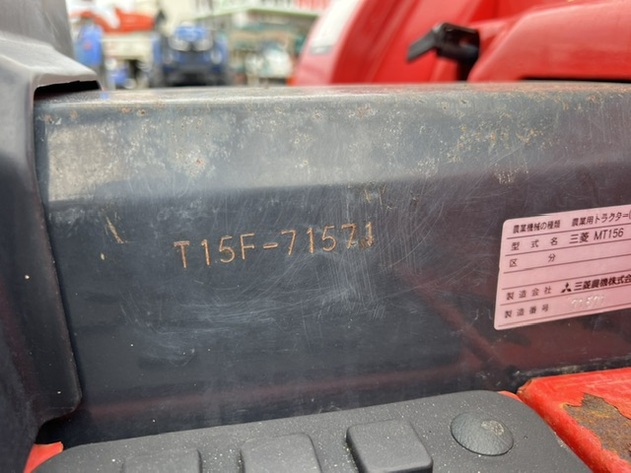 T15F-71571
農業機械の種類 農業用トラクター
型式名 三菱 MT156
区分
製造会社 三菱農機株式会
製造番号